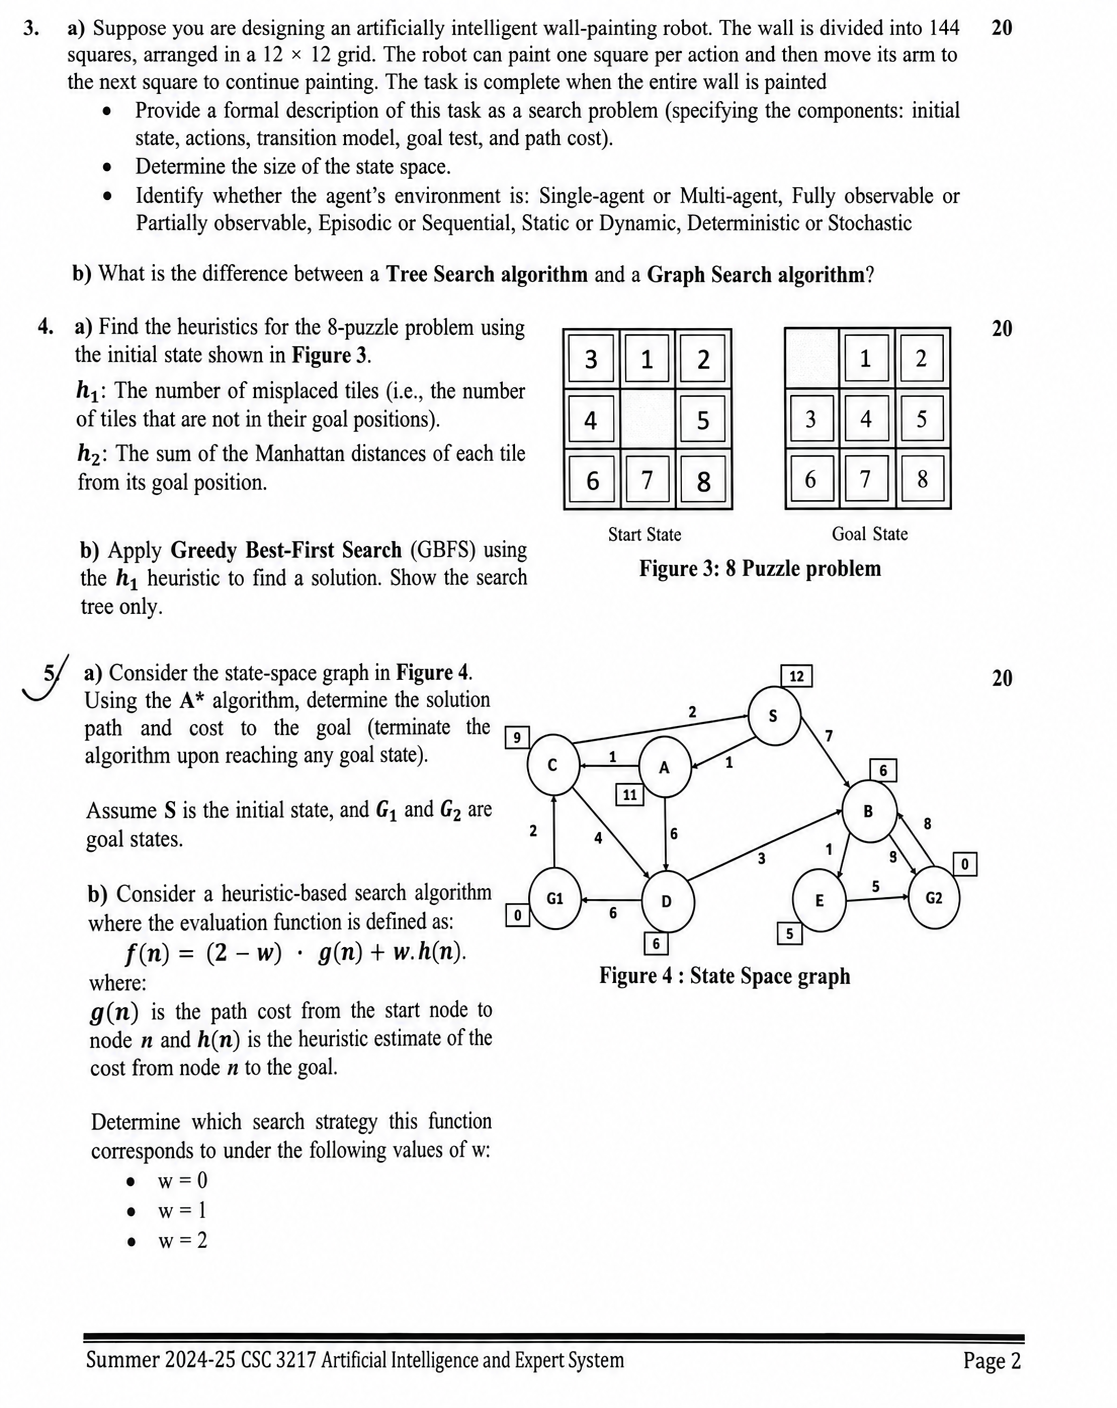 3. a) Suppose you are designing an artificially intelligent wall-painting robot. The wall is divided into 144 20
squares, arranged in a 12 × 12 grid. The robot can paint one square per action and then move its arm to
the next square to continue painting. The task is complete when the entire wall is painted
• Provide a formal description of this task as a search problem (specifying the components: initial
state, actions, transition model, goal test, and path cost).
• Determine the size of the state space.
• Identify whether the agent's environment is: Single-agent or Multi-agent, Fully observable or
Partially observable, Episodic or Sequential, Static or Dynamic, Deterministic or Stochastic
b) What is the difference between a Tree Search algorithm and a Graph Search algorithm?
4. a) Find the heuristics for the 8-puzzle problem using 20
the initial state shown in Figure 3.
h₁: The number of misplaced tiles (i.e., the number
of tiles that are not in their goal positions).
h₂: The sum of the Manhattan distances of each tile
from its goal position.
b) Apply Greedy Best-First Search (GBFS) using
the h₁ heuristic to find a solution. Show the search
tree only.
3 1 2
4 5
6 7 8
Start State
1 2
3 4 5
6 7 8
Goal State
Figure 3: 8 Puzzle problem
5. a) Consider the state-space graph in Figure 4. 20
Using the A* algorithm, determine the solution
path and cost to the goal (terminate the
algorithm upon reaching any goal state).
Assume S is the initial state, and G₁ and G₂ are
goal states.
b) Consider a heuristic-based search algorithm
where the evaluation function is defined as:
f(n) = (2 − w) · g(n) + w.h(n).
where:
g(n) is the path cost from the start node to
node n and h(n) is the heuristic estimate of the
cost from node n to the goal.
Determine which search strategy this function
corresponds to under the following values of w:
• w = 0
• w = 1
• w = 2
12
2 S
9 7
C 1 A 1 6
11 B
2 4 6 8
3 1 9 0
G1 D E 5 G2
0 6
6 5
Figure 4 : State Space graph
Summer 2024-25 CSC 3217 Artificial Intelligence and Expert System Page 2